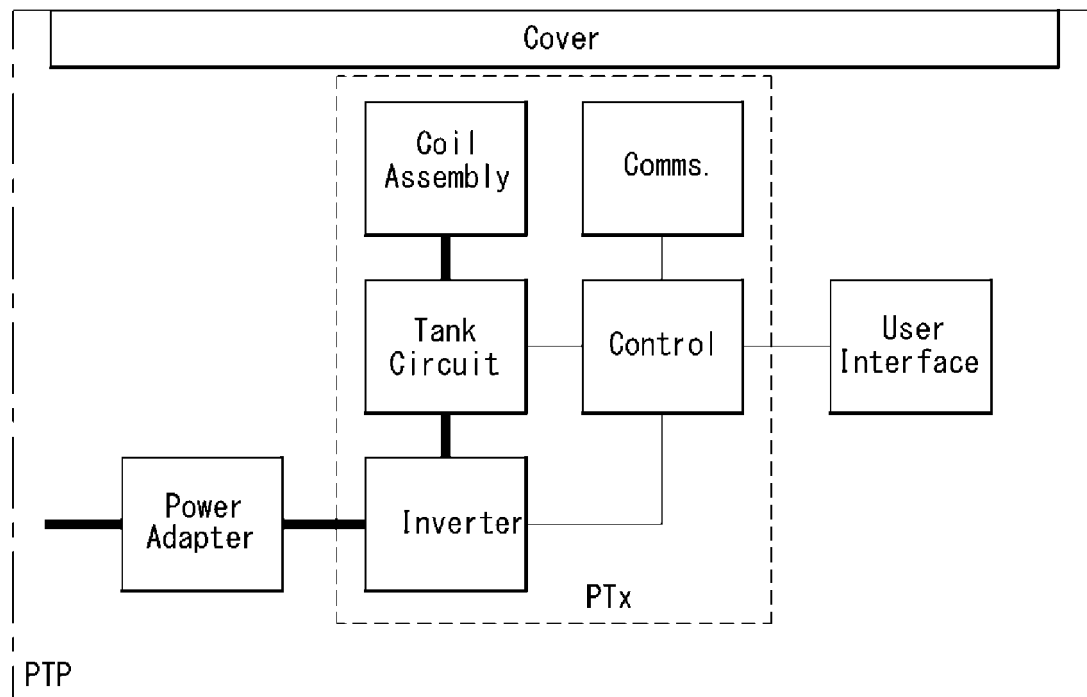 Cover
Coil
Assembly
Comms.
Tank
Circuit
Control
User
Interface
Power
Adapter
Inverter
PTx
PTP